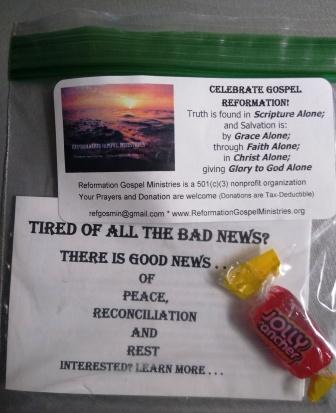 CELEBRATE GOSPEL
REFORMATION!
Truth is found in Scripture Alone;
and Salvation is:
by Grace Alone;
through Faith Alone;
in Christ Alone;
giving Glory to God Alone
REFORMATION GOSPEL MINISTRIES
Reformation Gospel Ministries is a 501(c)(3) nonprofit organization
Your Prayers and Donation are welcome (Donations are Tax-Deductible)
refgosmin@gmail.com * www.ReformationGospelMinistries.org
TIRED OF ALL THE BAD NEWS?
THERE IS GOOD NEWS . .
OF
PEACE,
RECONCILIATION
AND
REST
INTERESTED? LEARN MORE . . .
JOLLY
RANCHER